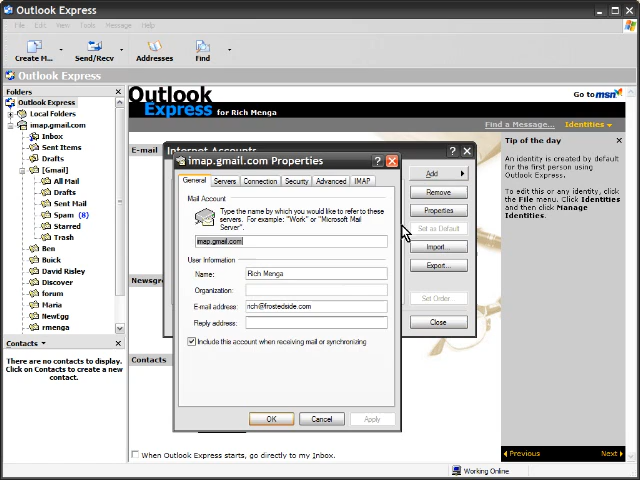 Outlook Express
File Edit View Tools Message Help
Create M...
Send/Recv
Addresses
Find
Outlook Express
Folders
Outlook Express
Local Folders
imap.gmail.com
Inbox
Sent Items
Drafts
[Gmail]
All Mail
Drafts
Sent Mail
Spam (8)
Starred
Trash
Ben
Buick
David Risley
Discover
forum
Maria
NewEgg
rmenga
Contacts
There are no contacts to display. Click on Contacts to create a new contact.
Outlook
Express for Rich Menga
Go to msn
Find a Message... Identities
E-mail
Newsgro
Contacts
When Outlook Express starts, go directly to my Inbox.
Internet Accounts
Add
Remove
Properties
Set as Default
Import...
Export...
Set Order...
Close
imap.gmail.com Properties
General Servers Connection Security Advanced IMAP
Mail Account
Type the name by which you would like to refer to these
servers. For example: "Work" or "Microsoft Mail
Server".
imap.gmail.com
User Information
Name: Rich Menga
Organization:
E-mail address: rich@frostedside.com
Reply address:
Include this account when receiving mail or synchronizing
OK Cancel Apply
Tip of the day
An identity is created by default
for the first person using
Outlook Express.
To edit this or any identity, click
the File menu. Click Identities
and then click Manage
Identities.
Previous Next
Working Online